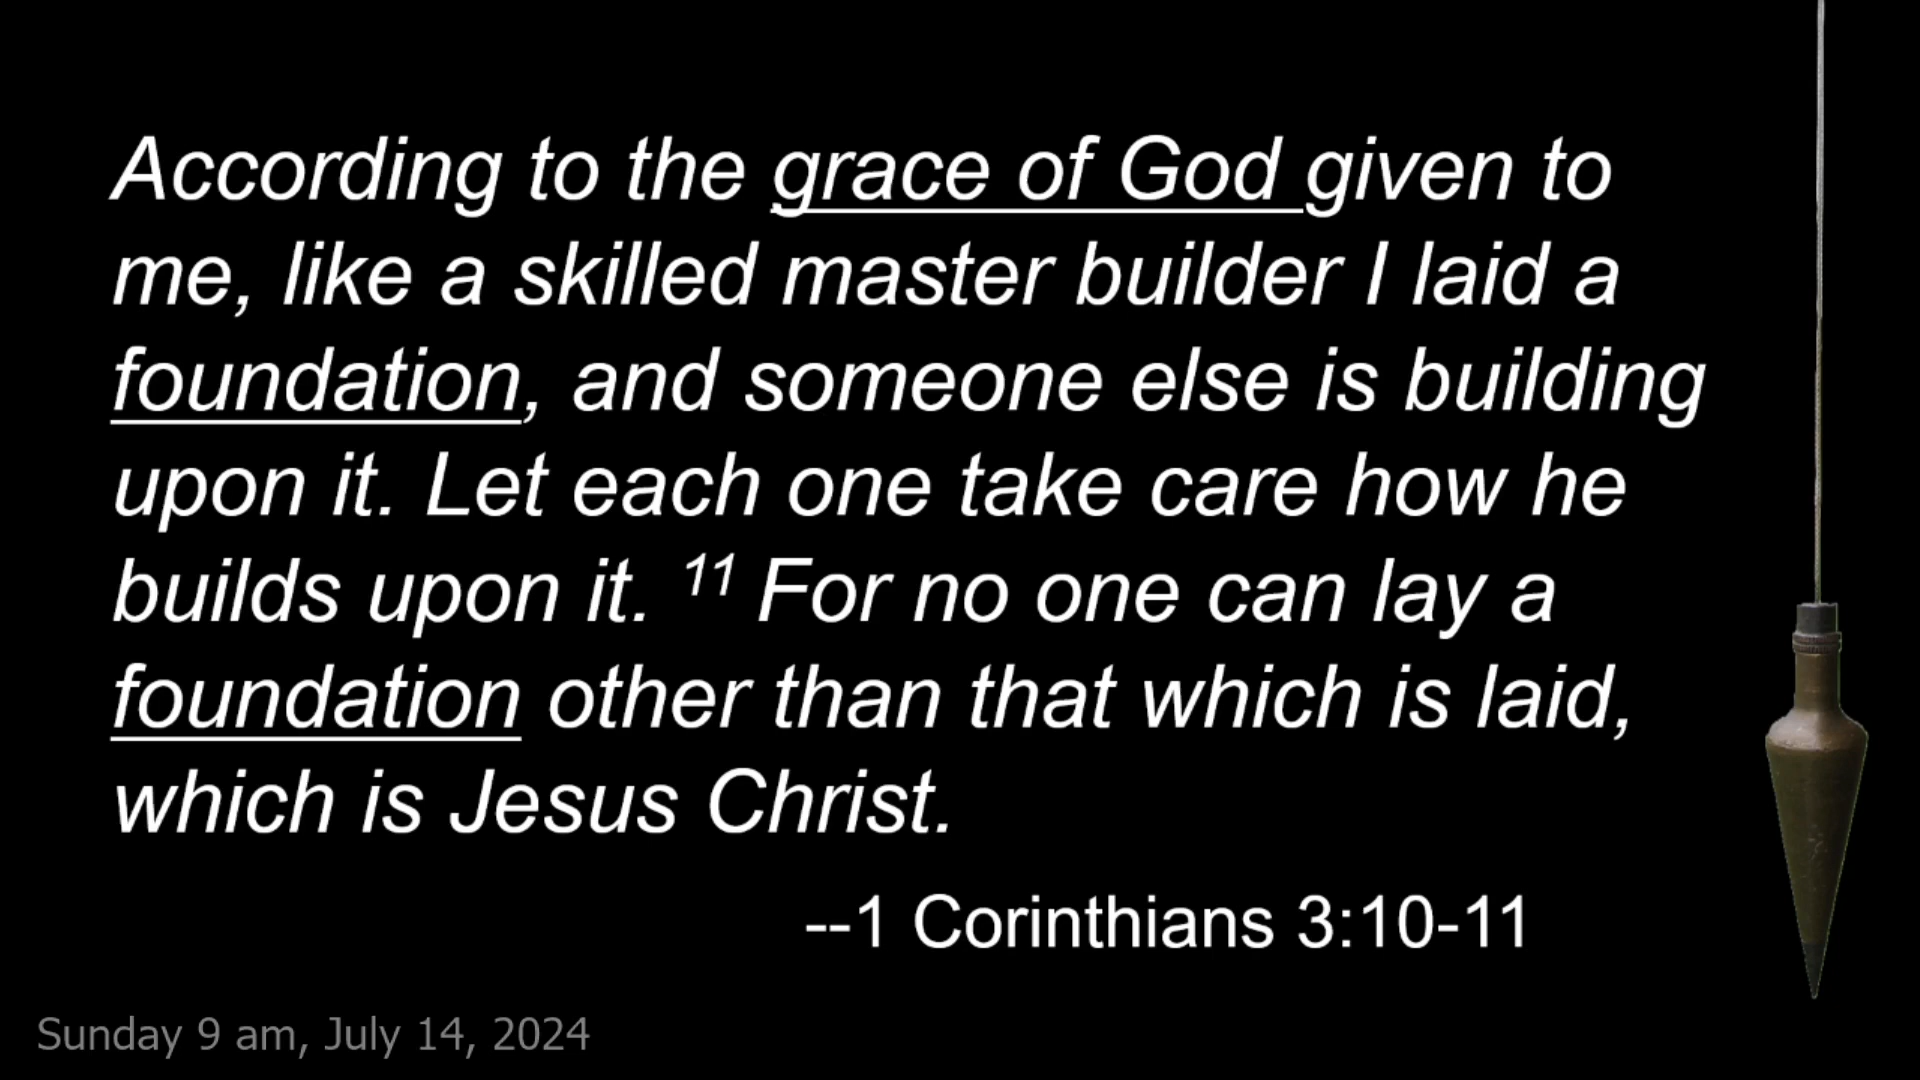 According to the grace of God given to
me, like a skilled master builder I laid a
foundation, and someone else is building
upon it. Let each one take care how he
builds upon it. 11 For no one can lay a
foundation other than that which is laid,
which is Jesus Christ.
--1 Corinthians 3:10-11
Sunday 9 am, July 14, 2024